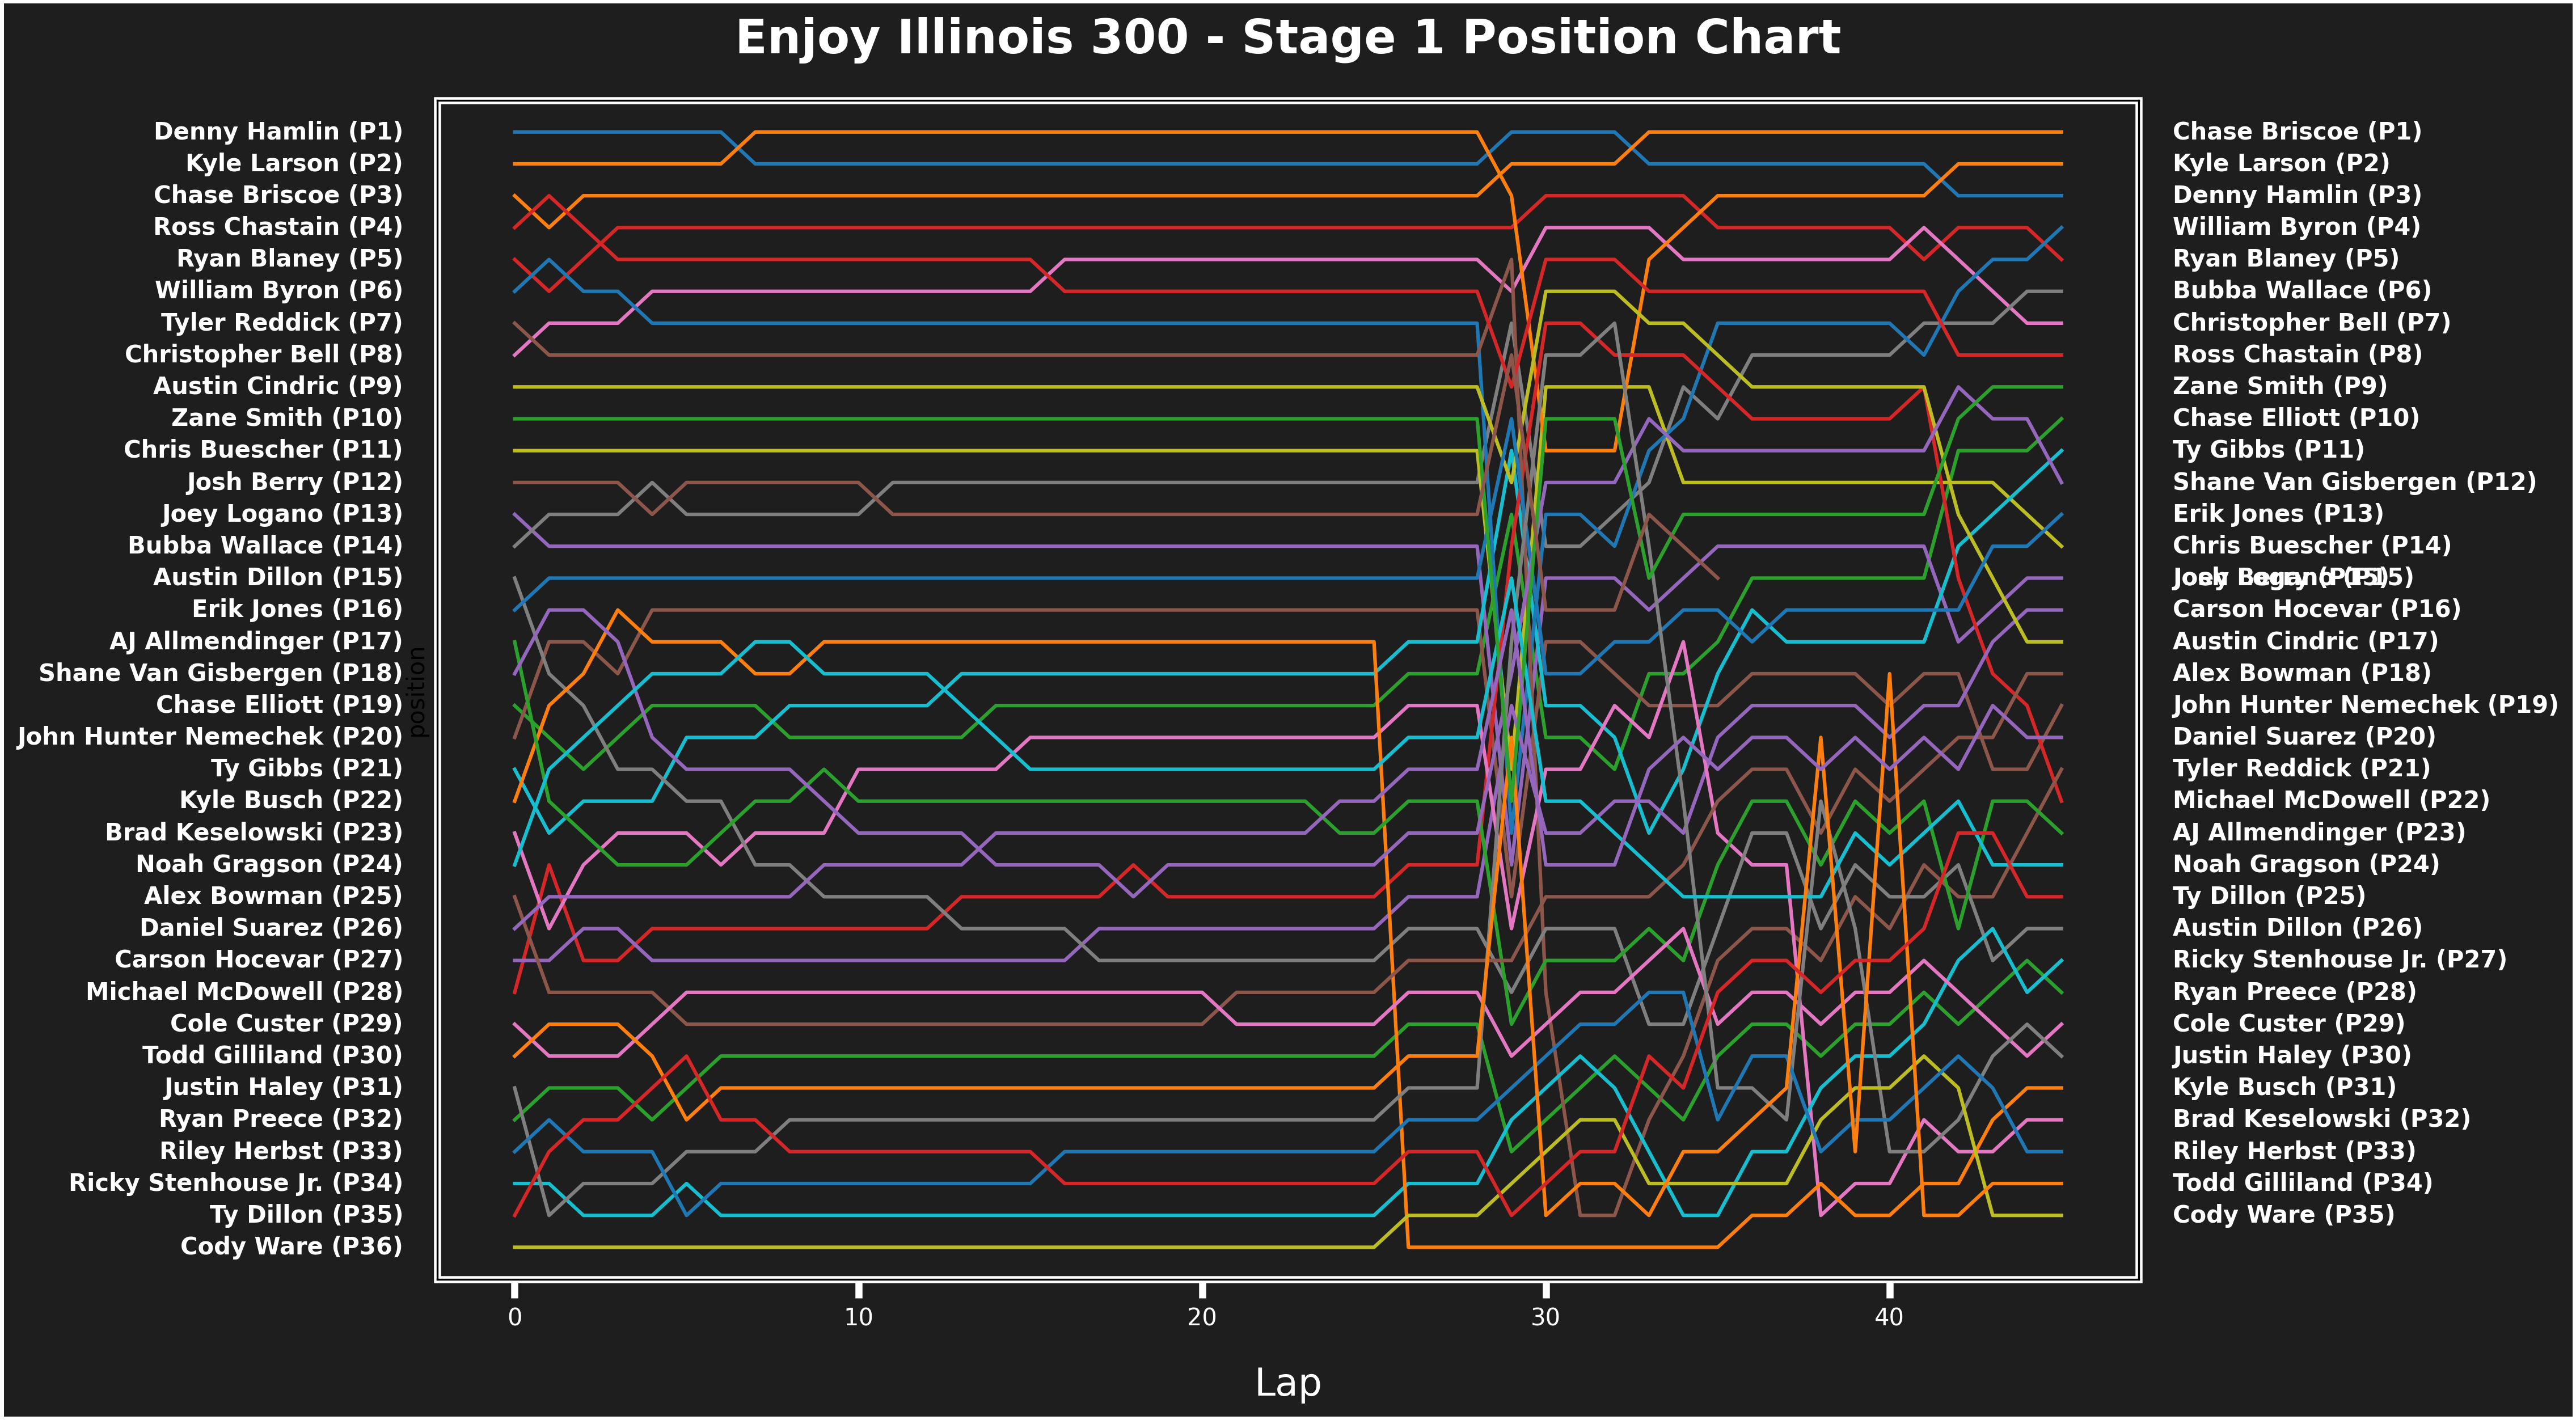 Enjoy Illinois 300 - Stage 1 Position Chart
Denny Hamlin (P1)
Kyle Larson (P2)
Chase Briscoe (P3)
Ross Chastain (P4)
Ryan Blaney (P5)
William Byron (P6)
Tyler Reddick (P7)
Christopher Bell (P8)
Austin Cindric (P9)
Zane Smith (P10)
Chris Buescher (P11)
Josh Berry (P12)
Joey Logano (P13)
Bubba Wallace (P14)
Austin Dillon (P15)
Erik Jones (P16)
AJ Allmendinger (P17)
Shane Van Gisbergen (P18)
Chase Elliott (P19)
John Hunter Nemechek (P20)
Ty Gibbs (P21)
Kyle Busch (P22)
Brad Keselowski (P23)
Noah Gragson (P24)
Alex Bowman (P25)
Daniel Suarez (P26)
Carson Hocevar (P27)
Michael McDowell (P28)
Cole Custer (P29)
Todd Gilliland (P30)
Justin Haley (P31)
Ryan Preece (P32)
Riley Herbst (P33)
Ricky Stenhouse Jr. (P34)
Ty Dillon (P35)
Cody Ware (P36)
position
Chase Briscoe (P1)
Kyle Larson (P2)
Denny Hamlin (P3)
William Byron (P4)
Ryan Blaney (P5)
Bubba Wallace (P6)
Christopher Bell (P7)
Ross Chastain (P8)
Zane Smith (P9)
Chase Elliott (P10)
Ty Gibbs (P11)
Shane Van Gisbergen (P12)
Erik Jones (P13)
Chris Buescher (P14)
Carson Hocevar (P16)
Austin Cindric (P17)
Alex Bowman (P18)
John Hunter Nemechek (P19)
Daniel Suarez (P20)
Tyler Reddick (P21)
Michael McDowell (P22)
AJ Allmendinger (P23)
Noah Gragson (P24)
Ty Dillon (P25)
Austin Dillon (P26)
Ricky Stenhouse Jr. (P27)
Ryan Preece (P28)
Cole Custer (P29)
Justin Haley (P30)
Kyle Busch (P31)
Brad Keselowski (P32)
Riley Herbst (P33)
Todd Gilliland (P34)
Cody Ware (P35)
0 10 20 30 40
Lap